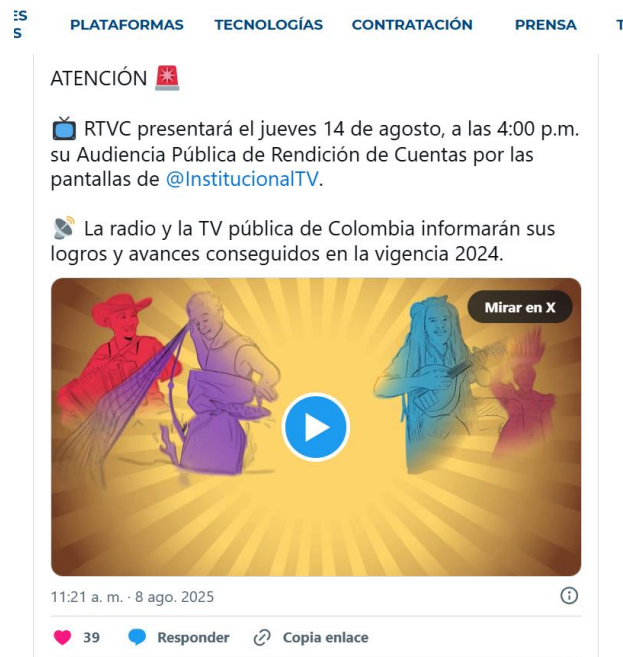 ES
S
PLATAFORMAS TECNOLOGÍAS CONTRATACIÓN PRENSA T
ATENCIÓN 🚨
📺 RTVC presentará el jueves 14 de agosto, a las 4:00 p.m.
su Audiencia Pública de Rendición de Cuentas por las
pantallas de @InstitucionalTV.
📡 La radio y la TV pública de Colombia informarán sus
logros y avances conseguidos en la vigencia 2024.
Mirar en X
11:21 a. m. · 8 ago. 2025
39 Responder Copia enlace